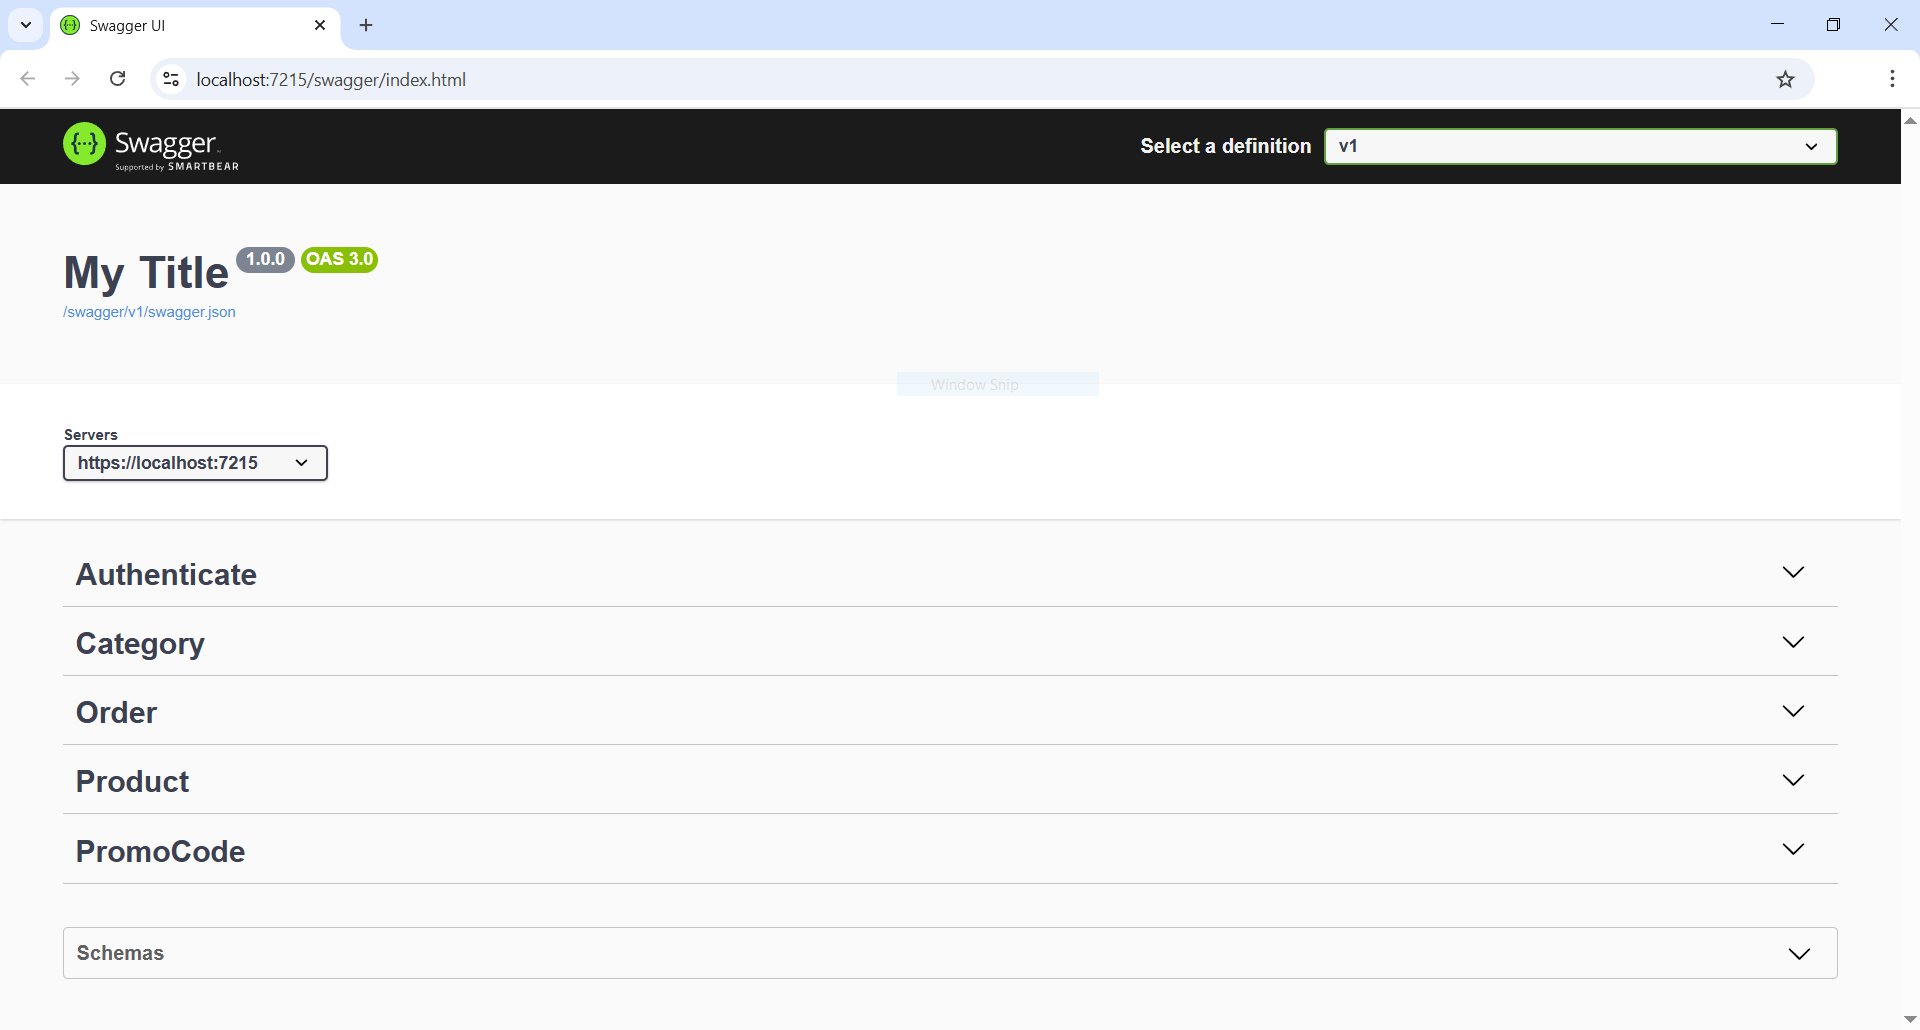 Swagger UI
localhost:7215/swagger/index.html
Swagger
Supported by SMARTBEAR
Select a definition
v1
My Title 1.0.0 OAS 3.0
/swagger/v1/swagger.json
Window Snip
Servers
https://localhost:7215
Authenticate
Category
Order
Product
PromoCode
Schemas